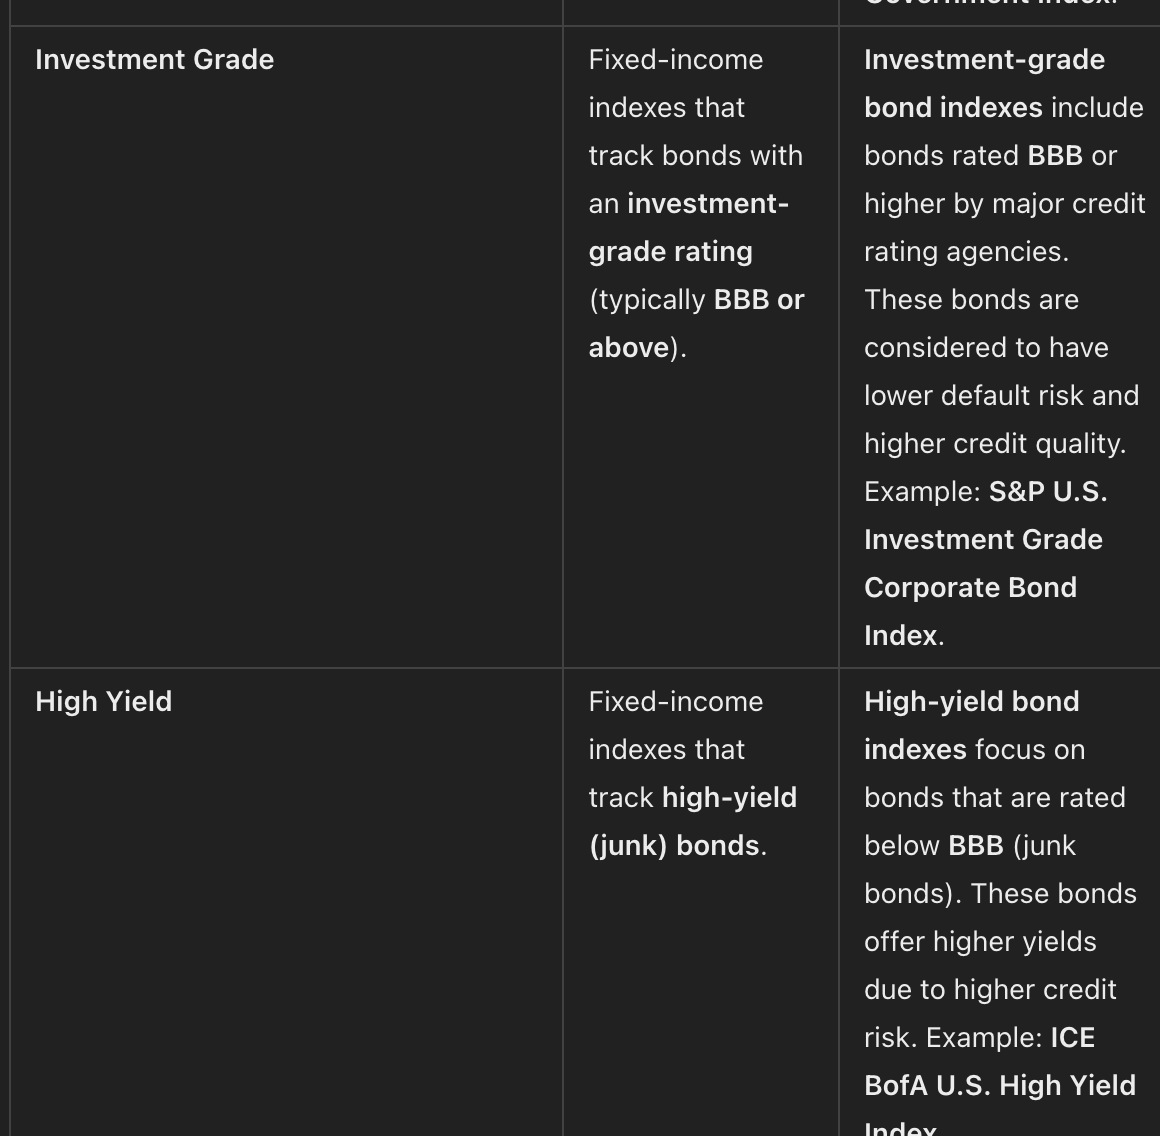 Government Index.
Investment Grade
Fixed-income
indexes that
track bonds with
an investment-
grade rating
(typically BBB or
above).
Investment-grade
bond indexes include
bonds rated BBB or
higher by major credit
rating agencies.
These bonds are
considered to have
lower default risk and
higher credit quality.
Example: S&P U.S.
Investment Grade
Corporate Bond
Index.
High Yield
Fixed-income
indexes that
track high-yield
(junk) bonds.
High-yield bond
indexes focus on
bonds that are rated
below BBB (junk
bonds). These bonds
offer higher yields
due to higher credit
risk. Example: ICE
BofA U.S. High Yield
Index